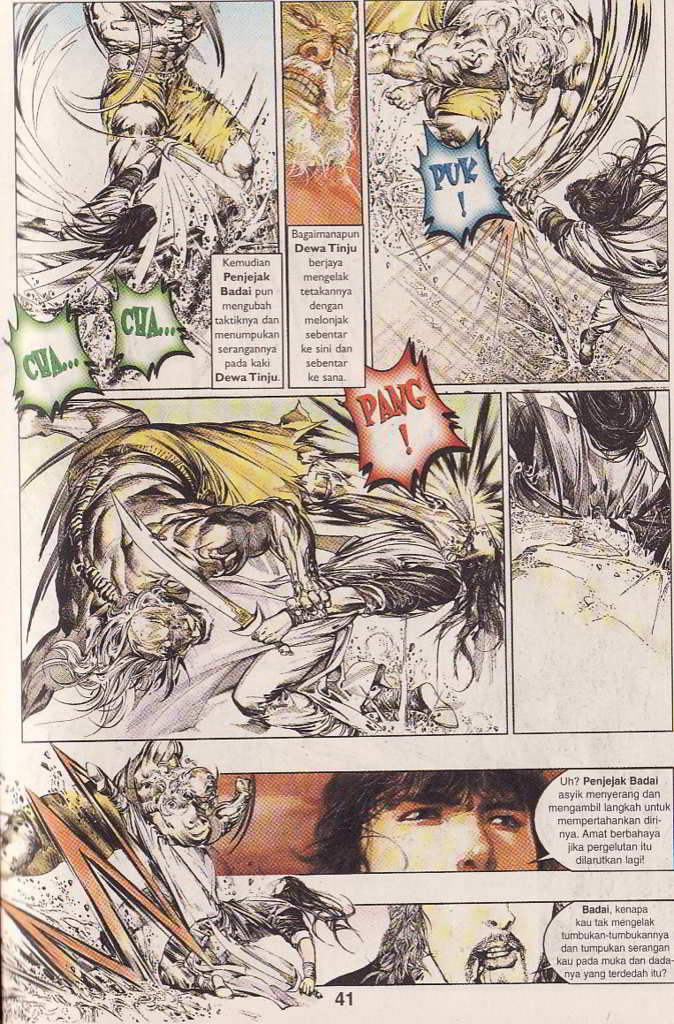 CHA...
CHA...
Kemudian
Penjejak
Badai pun
mengubah
taktiknya dan
menumpukan
serangannya
pada kaki
Dewa Tinju.
Bagaimanapun
Dewa Tinju
berjaya
mengelak
tetakannya
dengan
melonjak
sebentar
ke sini dan
sebentar
ke sana.
PUK
!
PANG
!
Uh? Penjejak Badai
asyik menyerang dan
mengambil langkah untuk
mempertahankan diri-
nya. Amat berbahaya
jika pergelutan itu
dilarutkan lagi!
Badai, kenapa
kau tak mengelak
tumbukan-tumbukannya
dan tumpukan serangan
kau pada muka dan dada-
nya yang terdedah itu?
41